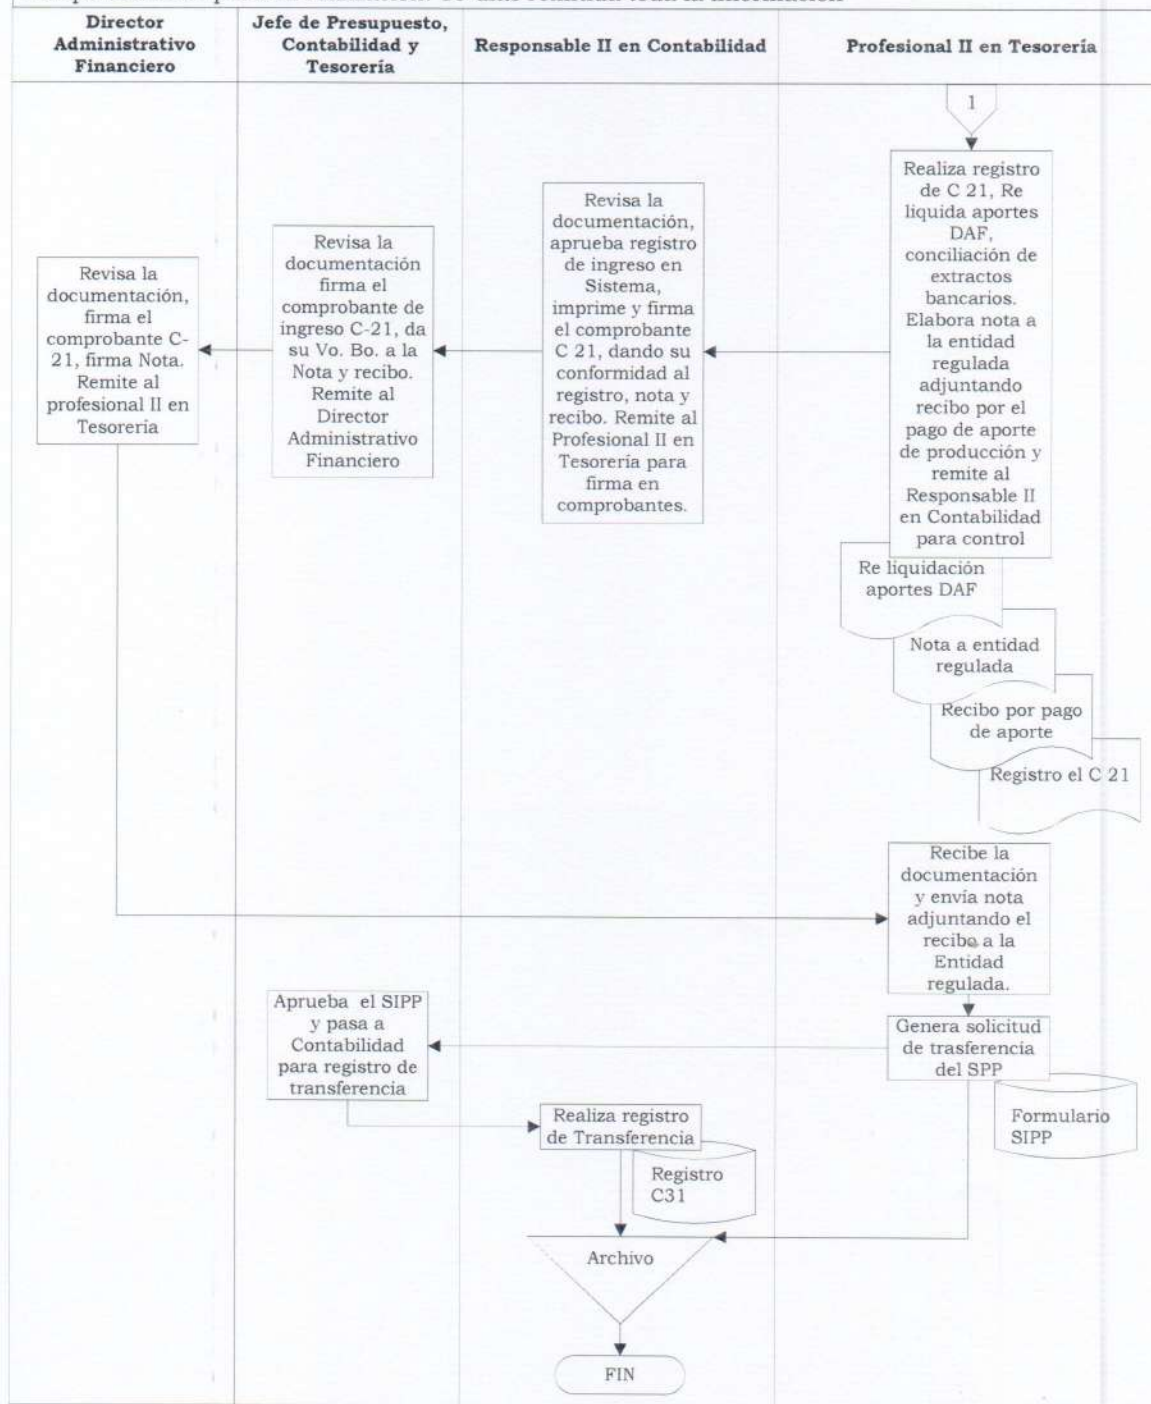 Director
Administrativo
Financiero
Jefe de Presupuesto,
Contabilidad y
Tesorería
Responsable II en Contabilidad
Profesional II en Tesorería
1
Realiza registro
de C 21, Re
liquida aportes
DAF,
conciliación de
extractos
bancarios.
Elabora nota a
la entidad
regulada
adjuntando
recibo por el
pago de aporte
de producción y
remite al
Responsable II
en Contabilidad
para control
Revisa la
documentación,
aprueba registro
de ingreso en
Sistema,
imprime y firma
el comprobante
C 21, dando su
conformidad al
registro, nota y
recibo. Remite al
Profesional II en
Tesorería para
firma en
comprobantes.
Revisa la
documentación
firma el
comprobante de
ingreso C-21, da
su Vo. Bo. a la
Nota y recibo.
Remite al
Director
Administrativo
Financiero
Revisa la
documentación,
firma el
comprobante C-
21, firma Nota.
Remite al
profesional II en
Tesorería
Re liquidación
aportes DAF
Nota a entidad
regulada
Recibo por pago
de aporte
Registro el C 21
Recibe la
documentación
y envía nota
adjuntando el
recibo a la
Entidad
regulada.
Genera solicitud
de trasferencia
del SPP
Formulario
SIPP
Aprueba el SIPP
y pasa a
Contabilidad
para registro de
transferencia
Realiza registro
de Transferencia
Registro
C31
Archivo
FIN